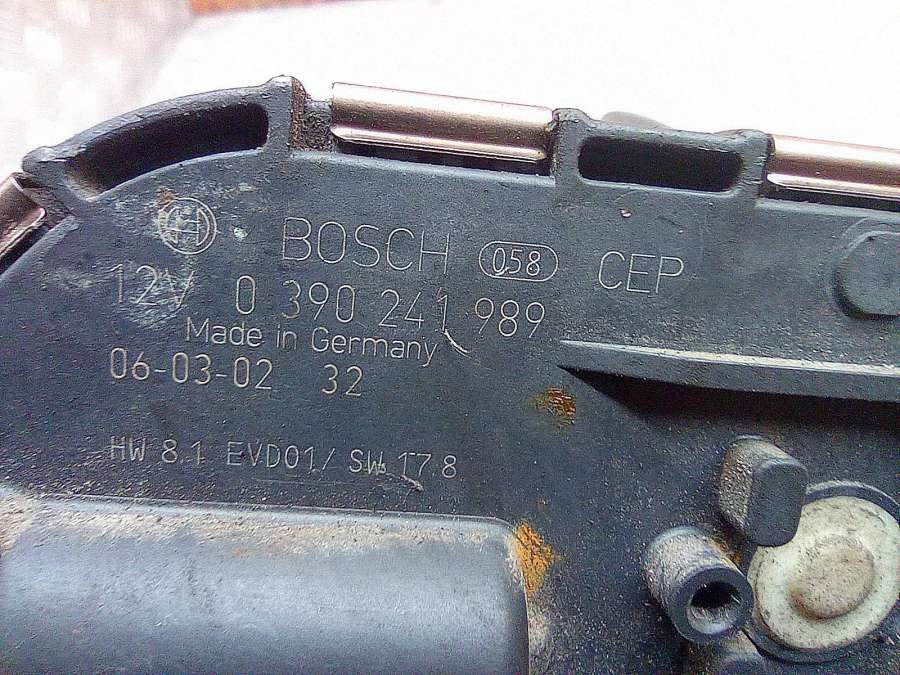 BOSCH 058 CEP
12V 0 390 241 989
Made in Germany
06-03-02 32
HW 8.1 EVD01/ SW 17.8